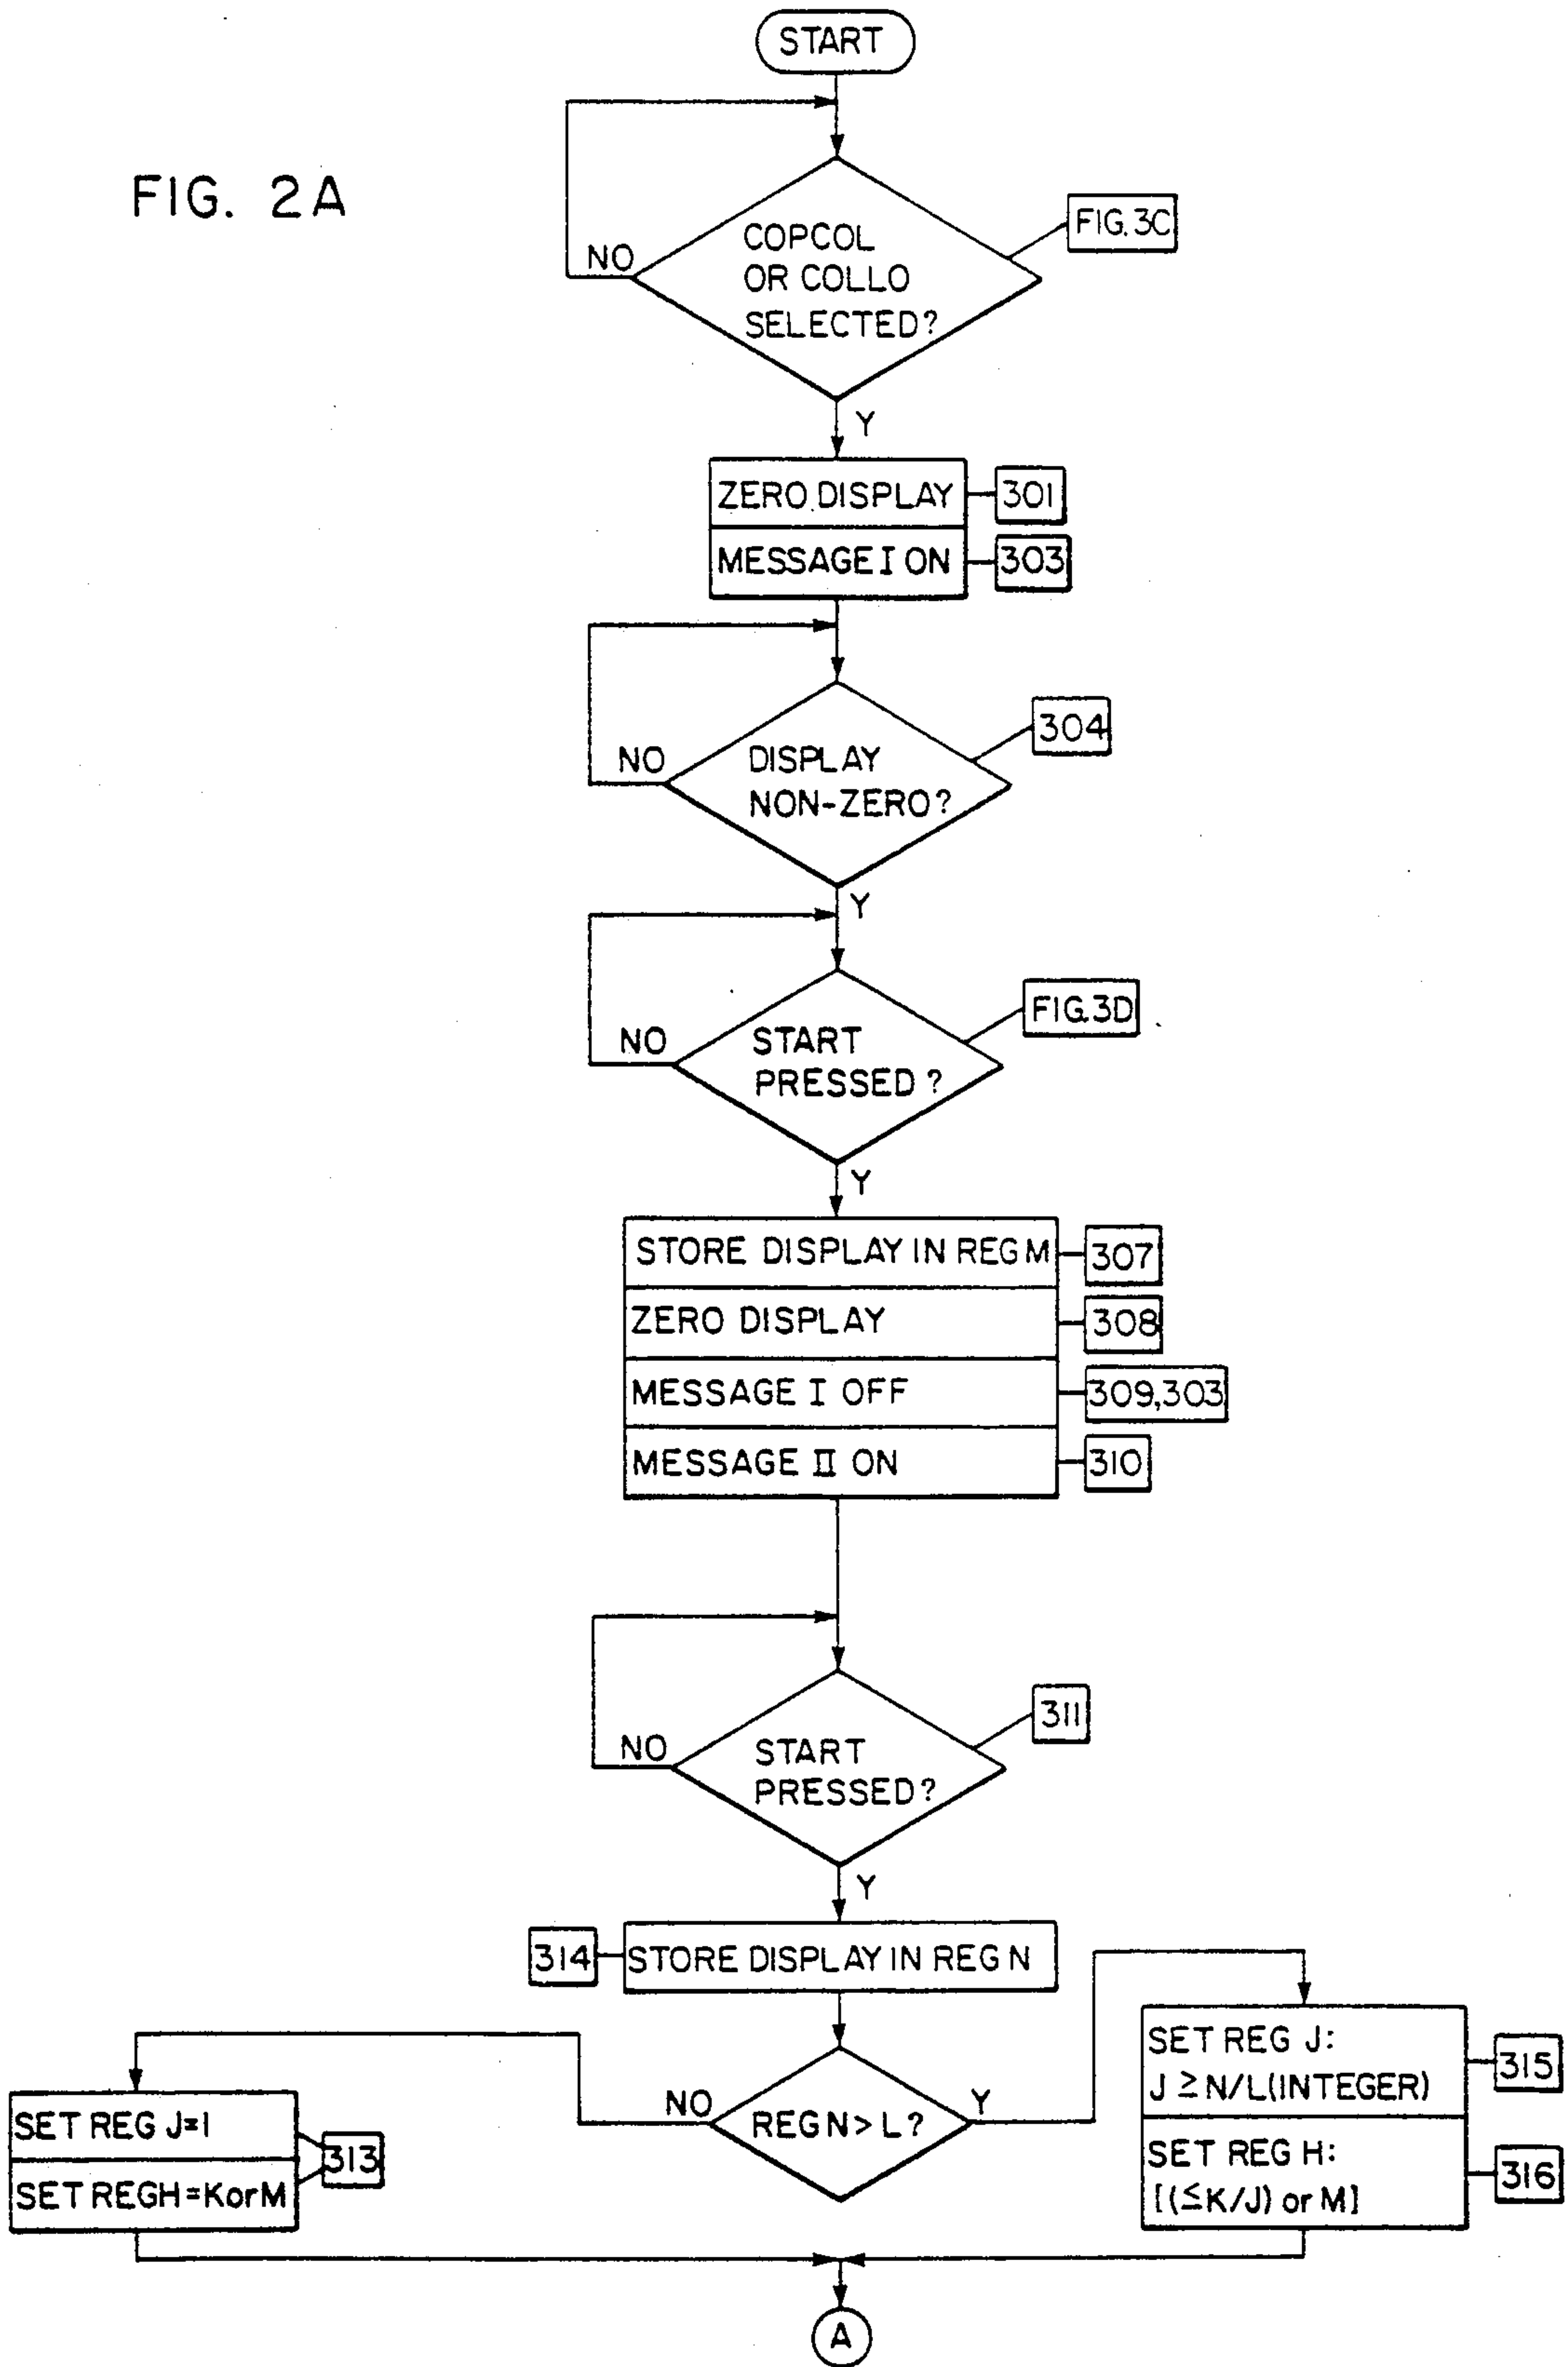 START
FIG. 2A
FIG. 3C
COPCOL
OR COLLO
SELECTED?
NO
Y
ZERO DISPLAY
301
MESSAGE I ON
303
304
NO
DISPLAY
NON-ZERO?
Y
FIG. 3D
NO
START
PRESSED?
Y
STORE DISPLAY IN REG M
307
ZERO DISPLAY
308
MESSAGE I OFF
309,303
MESSAGE II ON
310
311
NO
START
PRESSED?
Y
314
STORE DISPLAY IN REG N
NO
REG N > L?
Y
SET REG J:
J ≥ N/L (INTEGER)
315
SET REG H:
[(≤K/J) or M]
316
SET REG J=1
SET REG H=K or M
313
A